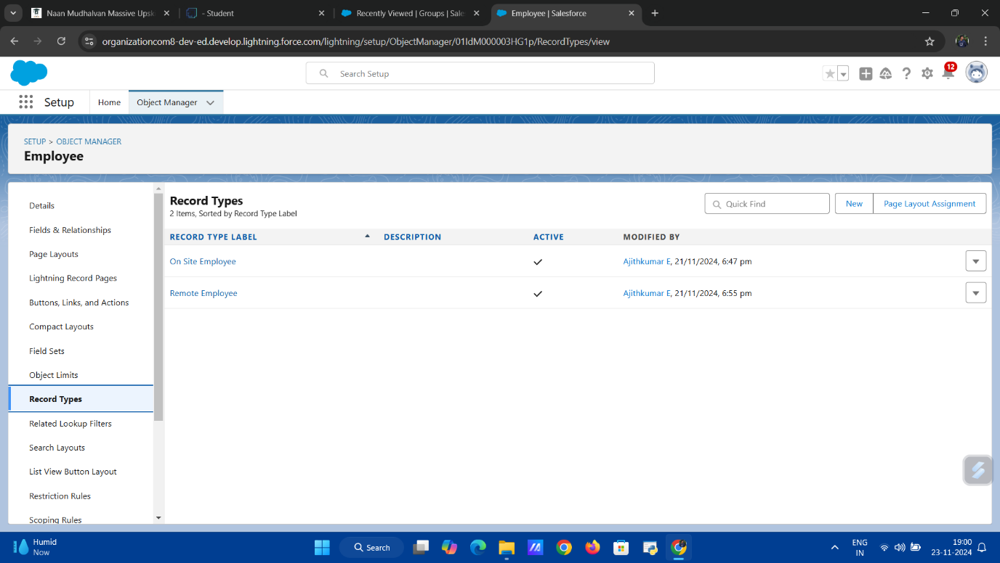 Naan Mudhalvan Massive Upski
- Student
Recently Viewed | Groups | Sale
Employee | Salesforce
organizationcom8-dev-ed.develop.lightning.force.com/lightning/setup/ObjectManager/01IdM000003HG1p/RecordTypes/view
Search Setup
12
Setup
Home
Object Manager
SETUP > OBJECT MANAGER
Employee
Details
Fields & Relationships
Page Layouts
Lightning Record Pages
Buttons, Links, and Actions
Compact Layouts
Field Sets
Object Limits
Record Types
Related Lookup Filters
Search Layouts
List View Button Layout
Restriction Rules
Scoping Rules
Record Types
2 Items, Sorted by Record Type Label
Quick Find
New
Page Layout Assignment
RECORD TYPE LABEL DESCRIPTION ACTIVE MODIFIED BY
On Site Employee Ajithkumar E, 21/11/2024, 6:47 pm
Remote Employee Ajithkumar E, 21/11/2024, 6:55 pm
Humid
Now
Search
ENG
IN
19:00
23-11-2024